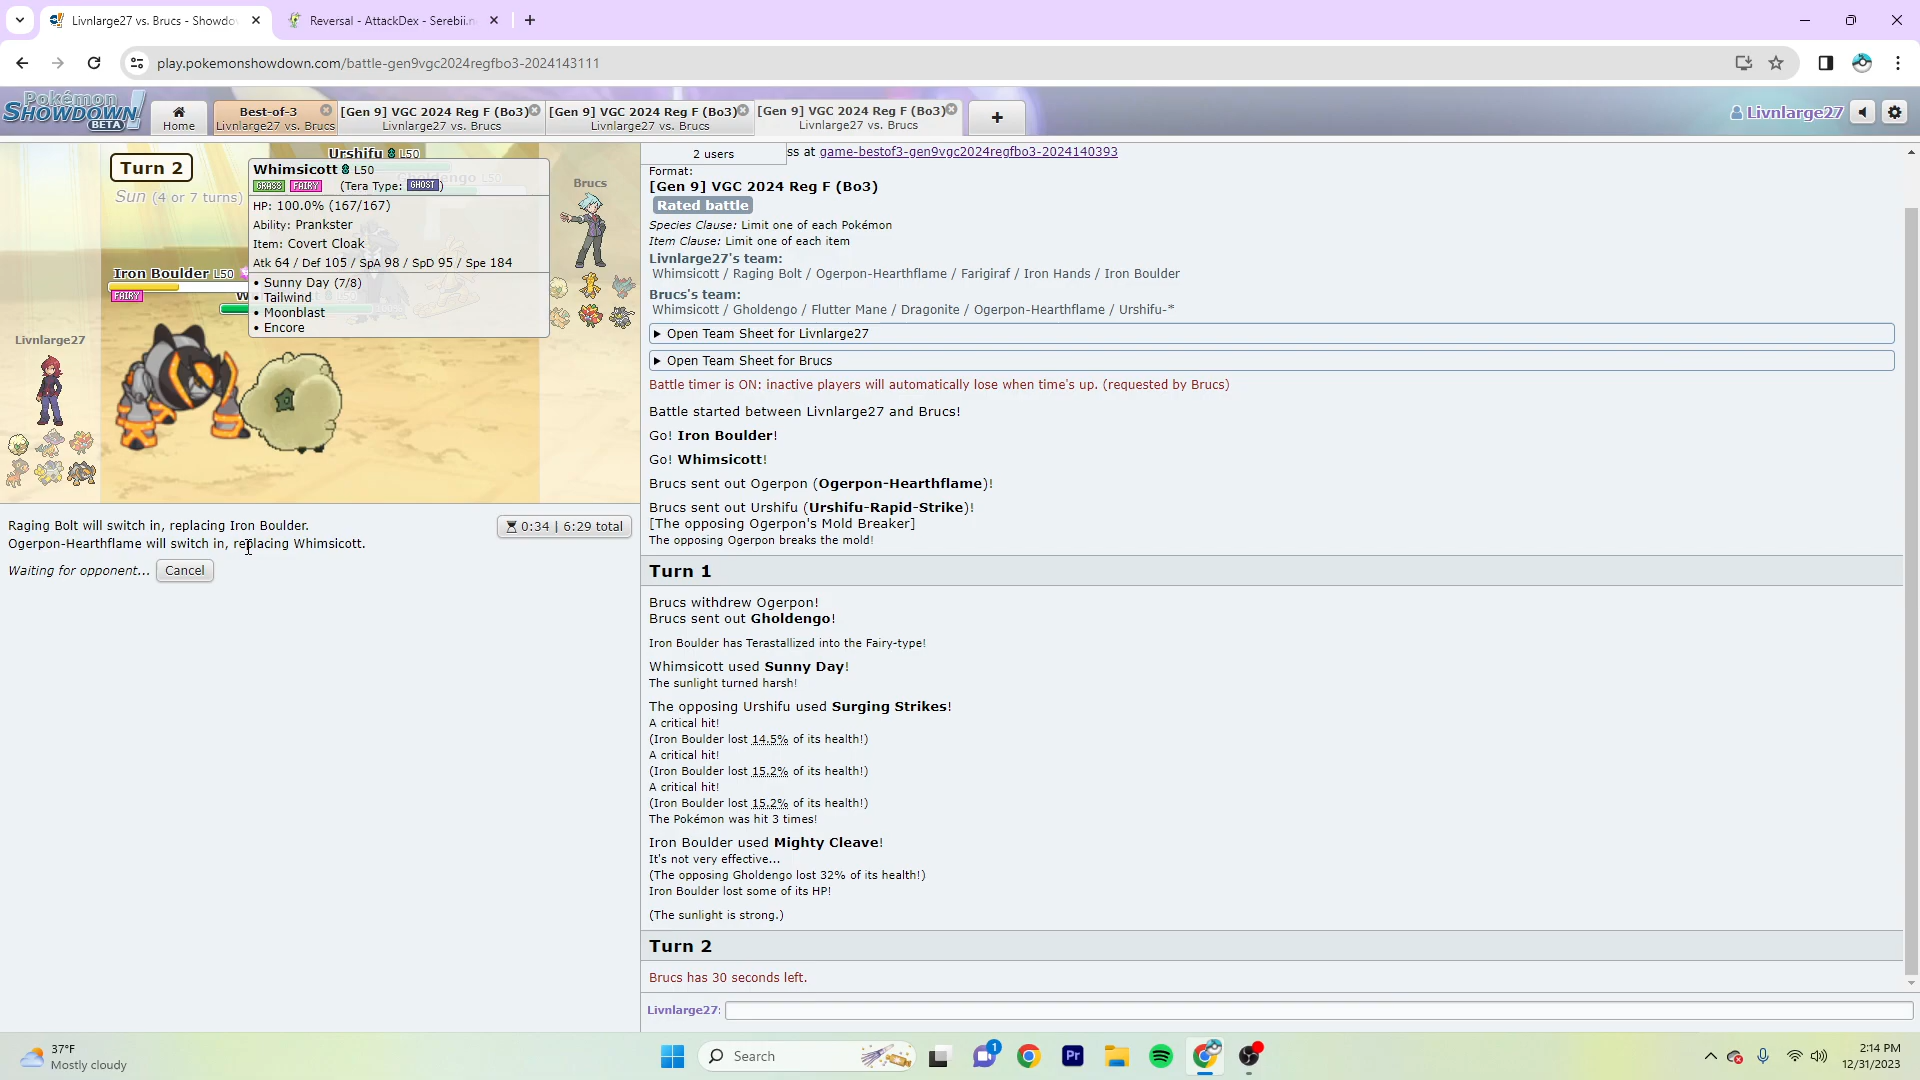 Livnlarge27 vs. Brucs - Showdo
Reversal - AttackDex - Serebii.n
play.pokemonshowdown.com/battle-gen9vgc2024regfbo3-2024143111
Pokémon
SHOWDOWN!
BETA
Home
Best-of-3
Livnlarge27 vs. Brucs
[Gen 9] VGC 2024 Reg F (Bo3)
Livnlarge27 vs. Brucs
[Gen 9] VGC 2024 Reg F (Bo3)
Livnlarge27 vs. Brucs
[Gen 9] VGC 2024 Reg F (Bo3)
Livnlarge27 vs. Brucs
Livnlarge27
Turn 2
Sun (4 or 7 turns)
Urshifu L50
Whimsicott L50
GRASS FAIRY (Tera Type: GHOST)
HP: 100.0% (167/167)
Ability: Prankster
Item: Covert Cloak
Atk 64 / Def 105 / SpA 98 / SpD 95 / Spe 184
• Sunny Day (7/8)
• Tailwind
• Moonblast
• Encore
Brucs
Iron Boulder L50
FAIRY
Livnlarge27
Raging Bolt will switch in, replacing Iron Boulder.
Ogerpon-Hearthflame will switch in, replacing Whimsicott.
0:34 | 6:29 total
Waiting for opponent... Cancel
2 users
ss at game-bestof3-gen9vgc2024regfbo3-2024140393
Format:
[Gen 9] VGC 2024 Reg F (Bo3)
Rated battle
Species Clause: Limit one of each Pokémon
Item Clause: Limit one of each item
Livnlarge27's team:
Whimsicott / Raging Bolt / Ogerpon-Hearthflame / Farigiraf / Iron Hands / Iron Boulder
Brucs's team:
Whimsicott / Gholdengo / Flutter Mane / Dragonite / Ogerpon-Hearthflame / Urshifu-*
Open Team Sheet for Livnlarge27
Open Team Sheet for Brucs
Battle timer is ON: inactive players will automatically lose when time's up. (requested by Brucs)
Battle started between Livnlarge27 and Brucs!
Go! Iron Boulder!
Go! Whimsicott!
Brucs sent out Ogerpon (Ogerpon-Hearthflame)!
Brucs sent out Urshifu (Urshifu-Rapid-Strike)!
[The opposing Ogerpon's Mold Breaker]
The opposing Ogerpon breaks the mold!
Turn 1
Brucs withdrew Ogerpon!
Brucs sent out Gholdengo!
Iron Boulder has Terastallized into the Fairy-type!
Whimsicott used Sunny Day!
The sunlight turned harsh!
The opposing Urshifu used Surging Strikes!
A critical hit!
(Iron Boulder lost 14.5% of its health!)
A critical hit!
(Iron Boulder lost 15.2% of its health!)
A critical hit!
(Iron Boulder lost 15.2% of its health!)
The Pokémon was hit 3 times!
Iron Boulder used Mighty Cleave!
It's not very effective...
(The opposing Gholdengo lost 32% of its health!)
Iron Boulder lost some of its HP!
(The sunlight is strong.)
Turn 2
Brucs has 30 seconds left.
Livnlarge27:
37°F
Mostly cloudy
Search
1
Pr
2:14 PM
12/31/2023